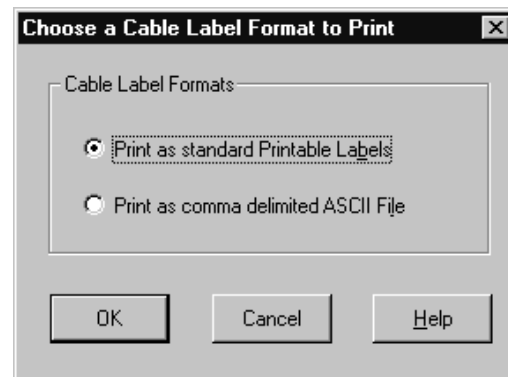 Choose a Cable Label Format to Print
Cable Label Formats
Print as standard Printable Labels
Print as comma delimited ASCII File
OK Cancel Help